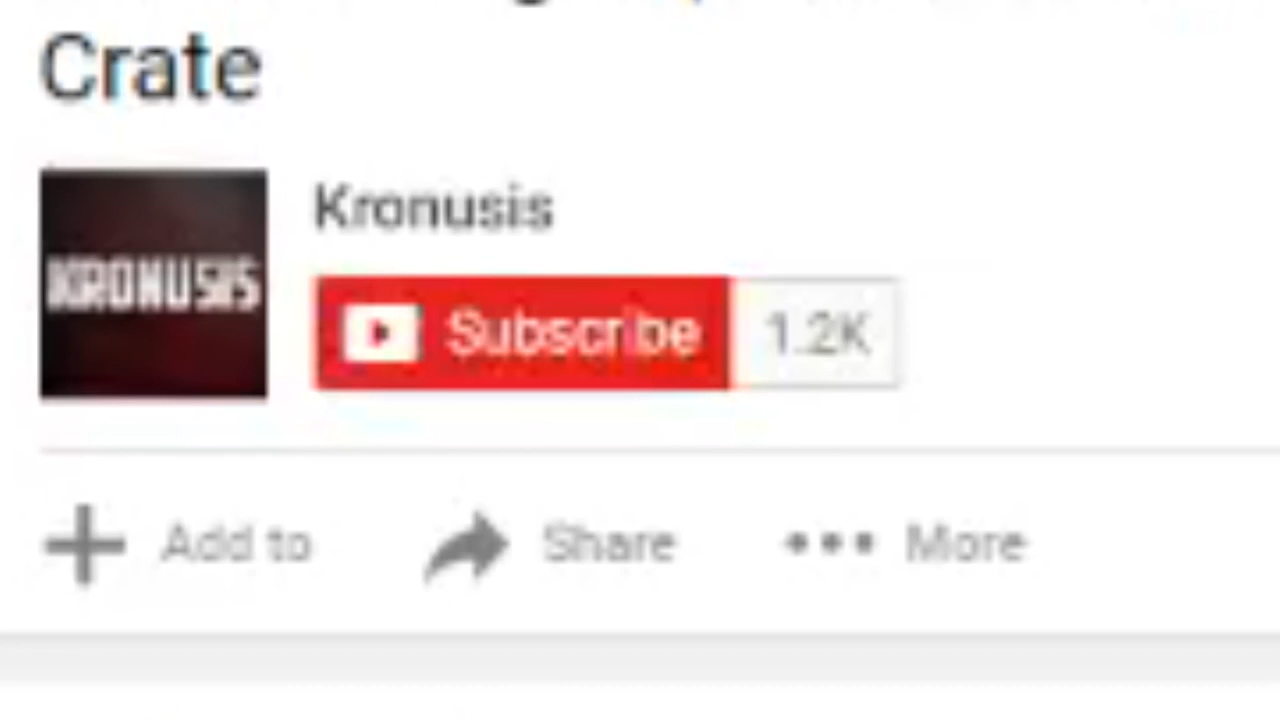 Crate
KRONUSIS
Kronusis
Subscribe 1.2K
Add to Share More